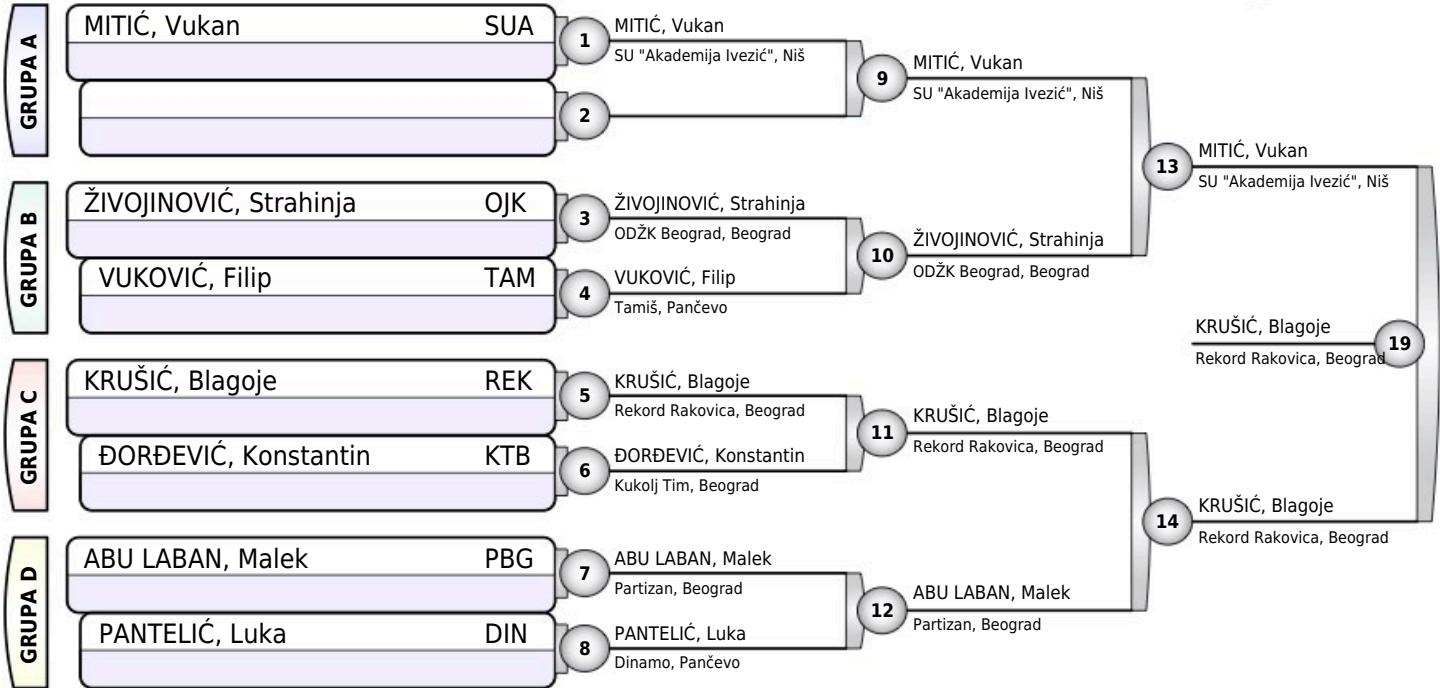 GRUPA A
MITIĆ, Vukan SUA
1
MITIĆ, Vukan
SU "Akademija Ivezić", Niš
2
9
MITIĆ, Vukan
SU "Akademija Ivezić", Niš
GRUPA B
ŽIVOJINOVIĆ, Strahinja OJK
3
ŽIVOJINOVIĆ, Strahinja
ODŽK Beograd, Beograd
VUKOVIĆ, Filip TAM
4
VUKOVIĆ, Filip
Tamiš, Pančevo
10
ŽIVOJINOVIĆ, Strahinja
ODŽK Beograd, Beograd
13
MITIĆ, Vukan
SU "Akademija Ivezić", Niš
GRUPA C
KRUŠIĆ, Blagoje REK
5
KRUŠIĆ, Blagoje
Rekord Rakovica, Beograd
ĐORĐEVIĆ, Konstantin KTB
6
ĐORĐEVIĆ, Konstantin
Kukolj Tim, Beograd
11
KRUŠIĆ, Blagoje
Rekord Rakovica, Beograd
GRUPA D
ABU LABAN, Malek PBG
7
ABU LABAN, Malek
Partizan, Beograd
PANTELIĆ, Luka DIN
8
PANTELIĆ, Luka
Dinamo, Pančevo
12
ABU LABAN, Malek
Partizan, Beograd
14
KRUŠIĆ, Blagoje
Rekord Rakovica, Beograd
KRUŠIĆ, Blagoje
Rekord Rakovica, Beograd
19